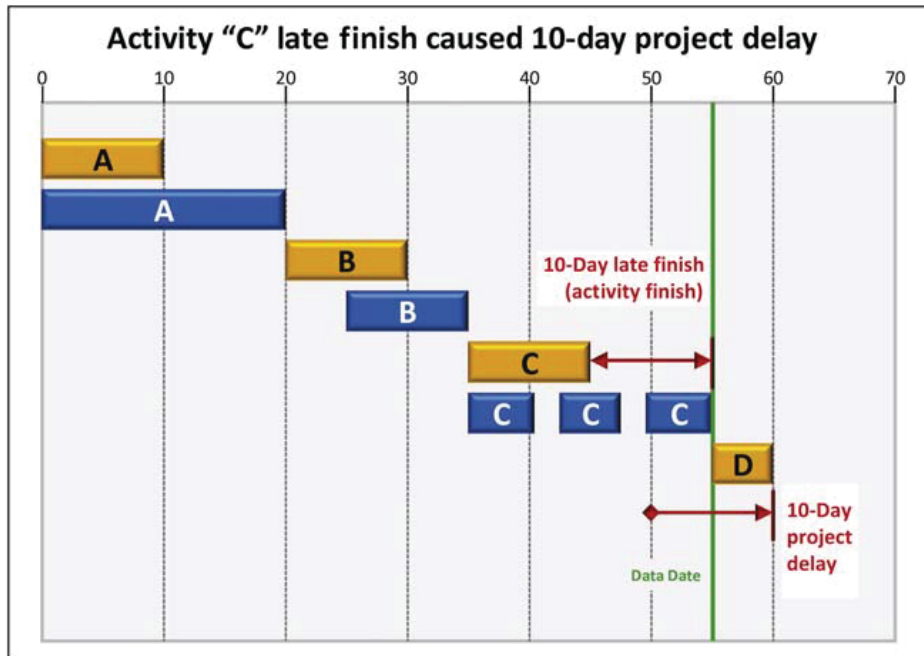 Activity “C” late finish caused 10-day project delay
0 10 20 30 40 50 60 70
A
A
B
10-Day late finish
(activity finish)
B
C
C C C
D
10-Day
project
delay
Data Date